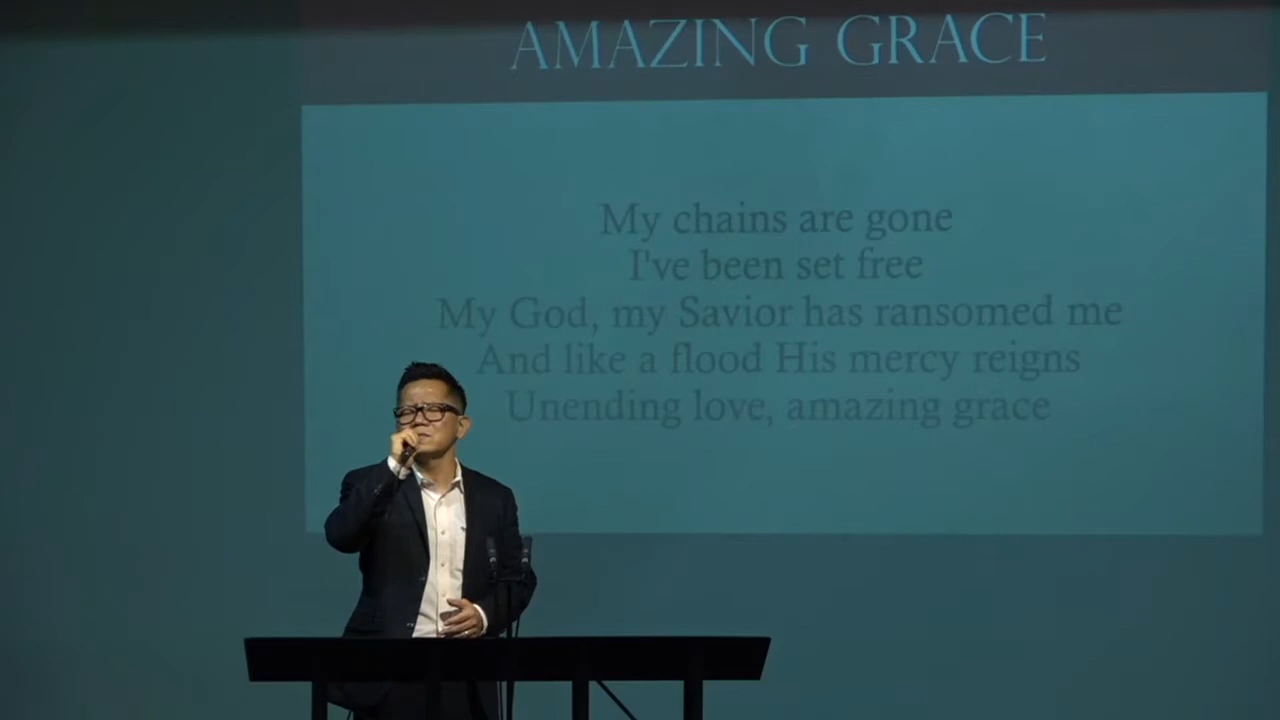 AMAZING GRACE
My chains are gone
I've been set free
My God, my Savior has ransomed me
And like a flood His mercy reigns
Unending love, amazing grace